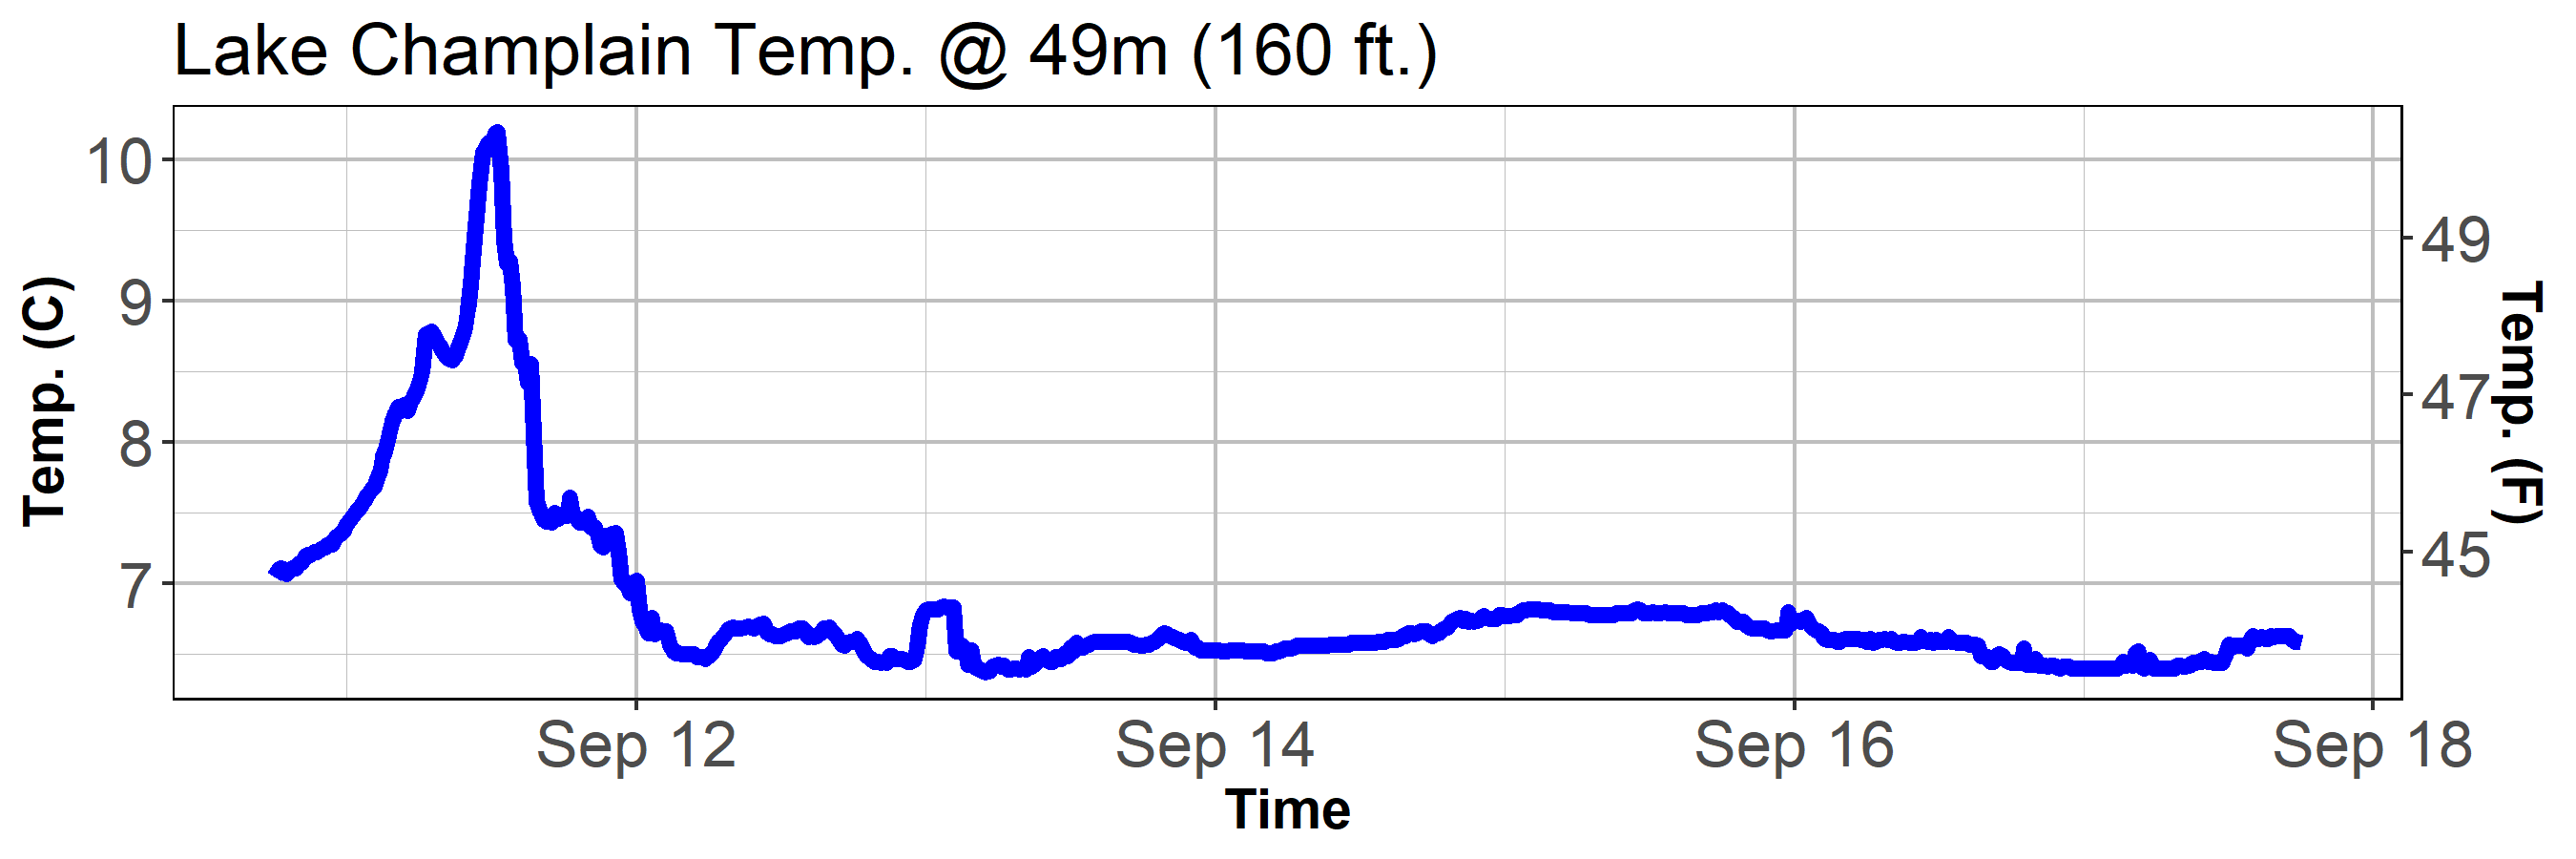 Lake Champlain Temp. @ 49m (160 ft.)
10
9
8
7
Temp. (C)
49
47
45
Temp. (F)
Sep 12
Sep 14
Sep 16
Sep 18
Time